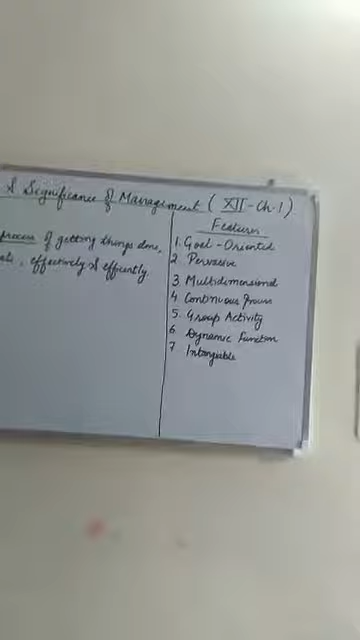 & Significance of Management (XII-Ch.1)
process of getting things done,
als, effectively & efficiently.
Features
1. Goal-Oriented
2 Pervasive
3 Multidimensional
4 Continuous Process
5. Group Activity
6 Dynamic Function
7 Intangible